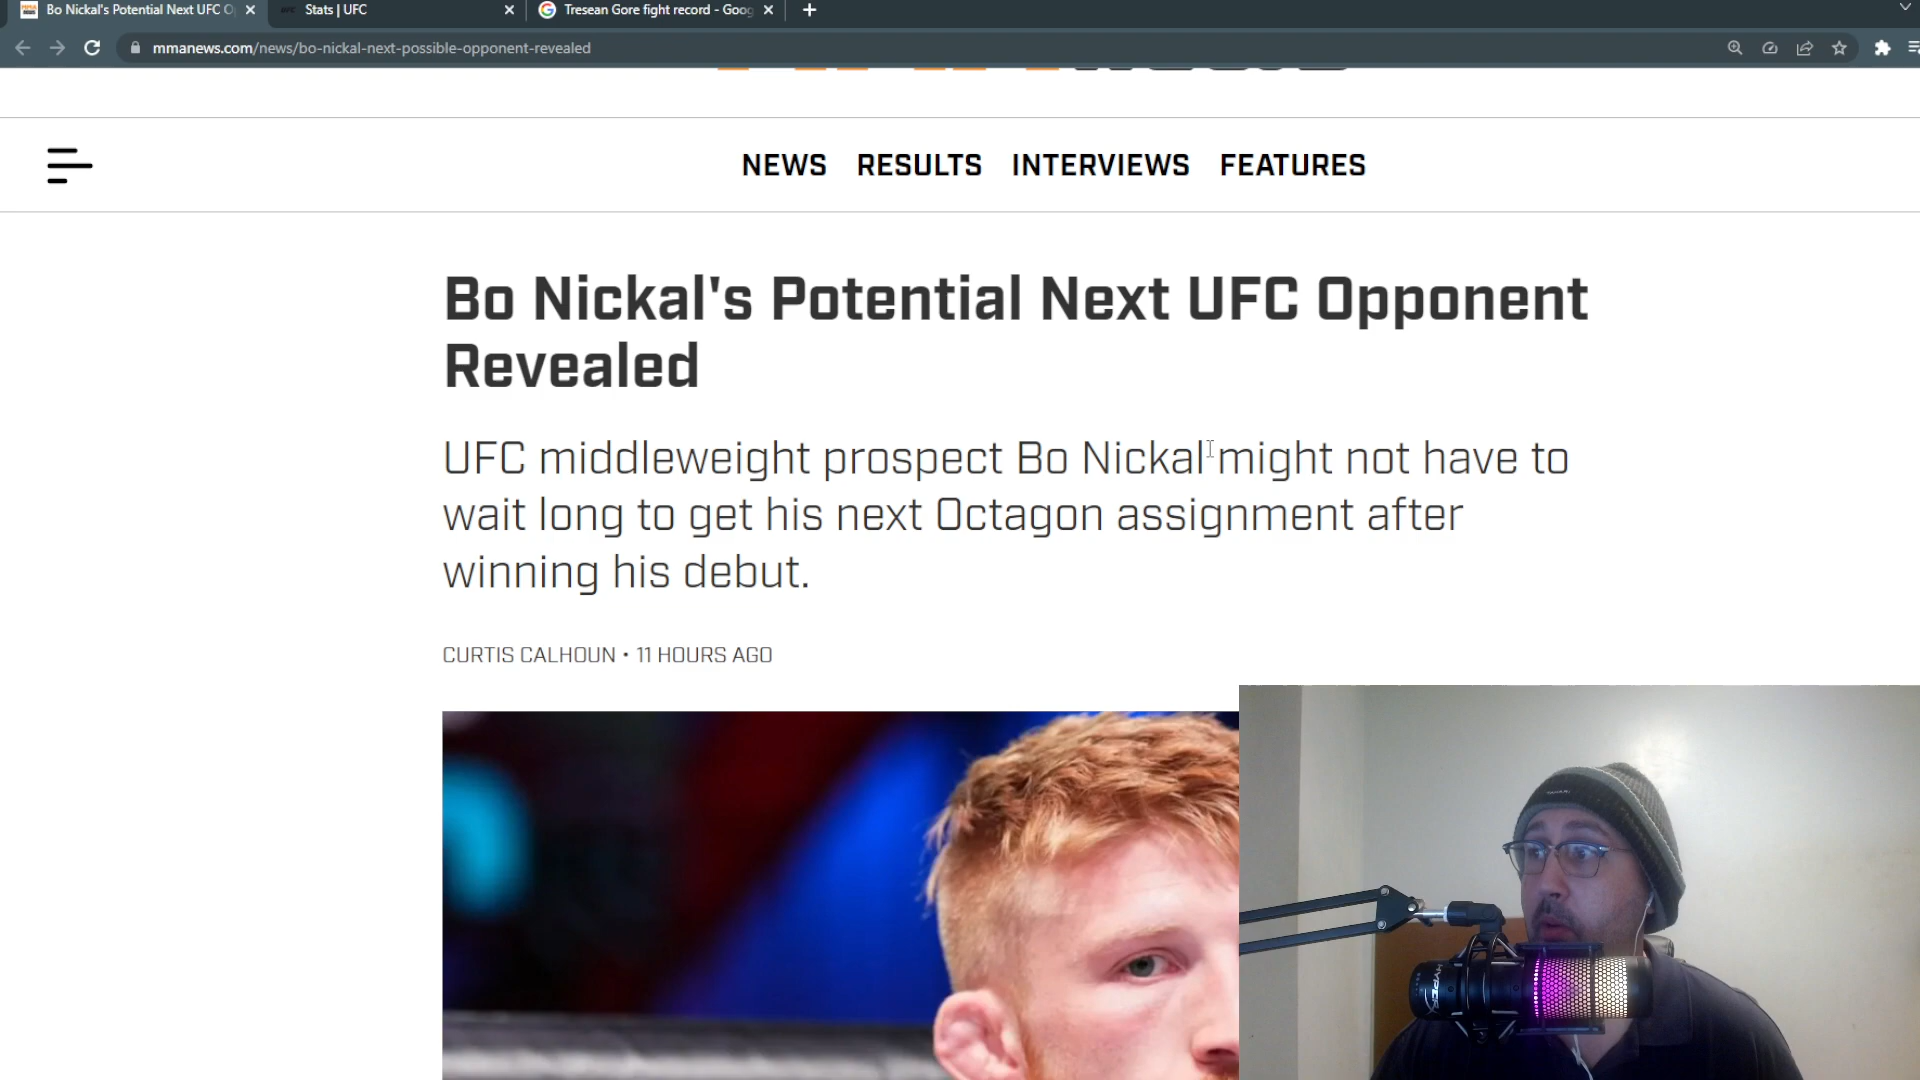 Bo Nickal's Potential Next UFC O
Stats | UFC
Tresean Gore fight record - Goog
mmanews.com/news/bo-nickal-next-possible-opponent-revealed
NEWS RESULTS INTERVIEWS FEATURES
Bo Nickal's Potential Next UFC Opponent
Revealed
UFC middleweight prospect Bo Nickal might not have to
wait long to get his next Octagon assignment after
winning his debut.
CURTIS CALHOUN • 11 HOURS AGO
HYPERX